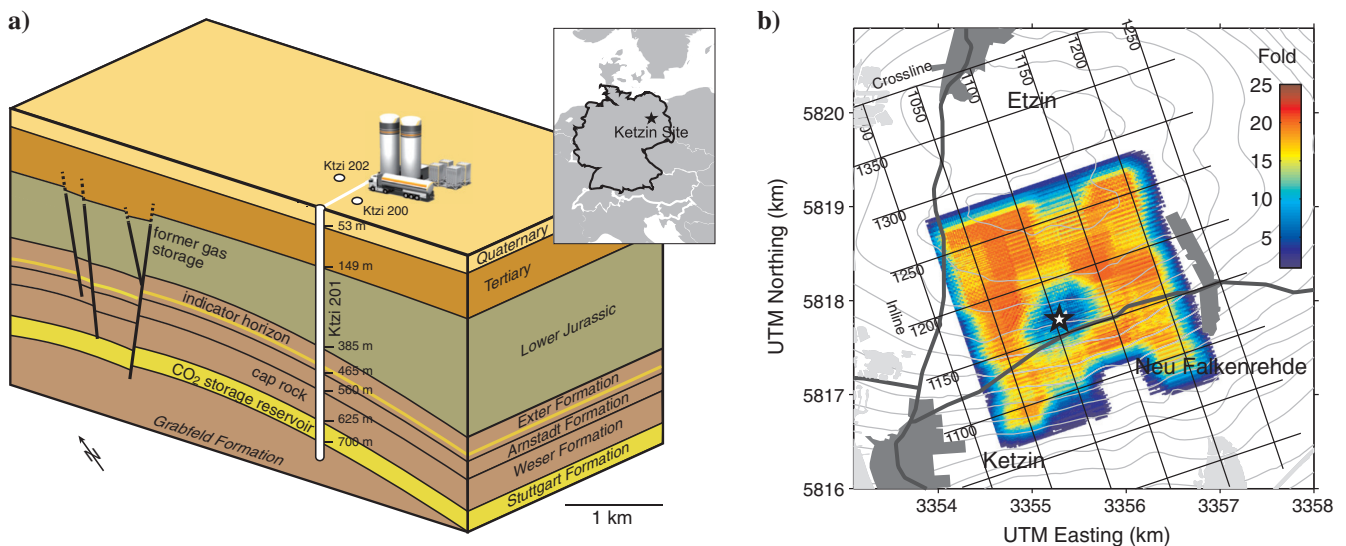 a)
Ktzi 202
Ktzi 200
Ketzin Site
53 m
149 m
385 m
465 m
560 m
625 m
700 m
Ktzi 201
former gas
storage
indicator horizon
cap rock
CO₂ storage reservoir
Grabfeld Formation
Quaternary
Tertiary
Lower Jurassic
Exter Formation
Arnstadt Formation
Weser Formation
Stuttgart Formation
N
1 km
b)
Fold
25
20
15
10
5
Crossline
1050
1100
1150
1200
1250
Inline
1350
1300
1250
1200
1150
1100
Etzin
Neu Falkenrehde
Ketzin
UTM Northing (km)
5820
5819
5818
5817
5816
3354
3355
3356
3357
3358
UTM Easting (km)